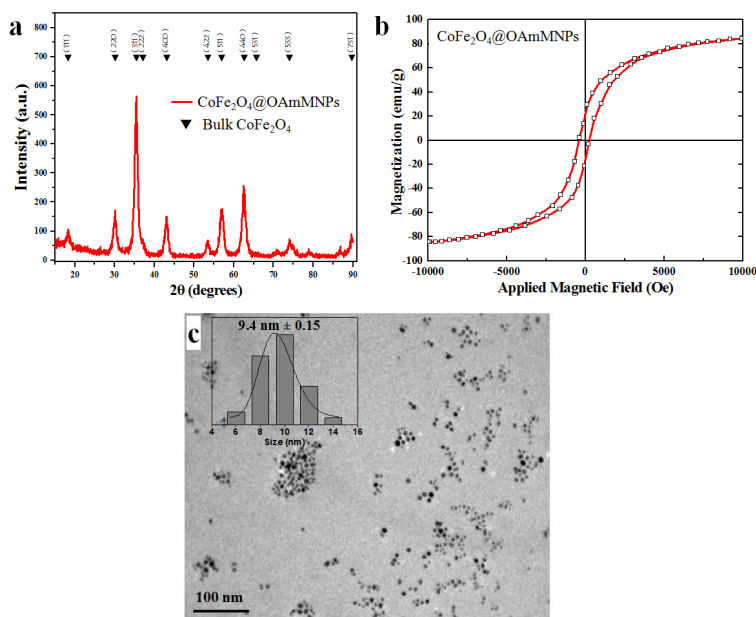 a
(111) (220) (311) (222) (400) (422) (511) (440) (531) (533) (731)
800
700
600
500
400
300
200
100
0
CoFe2O4@OAmMNPs
Bulk CoFe2O4
Intensity (a.u.)
20 30 40 50 60 70 80 90
2θ (degrees)
b
CoFe2O4@OAmMNPs
100
80
60
40
20
0
-20
-40
-60
-80
-100
Magnetization (emu/g)
-10000 -5000 0 5000 10000
Applied Magnetic Field (Oe)
c
9.4 nm ± 0.15
4 6 8 10 12 14 16
Size (nm)
100 nm